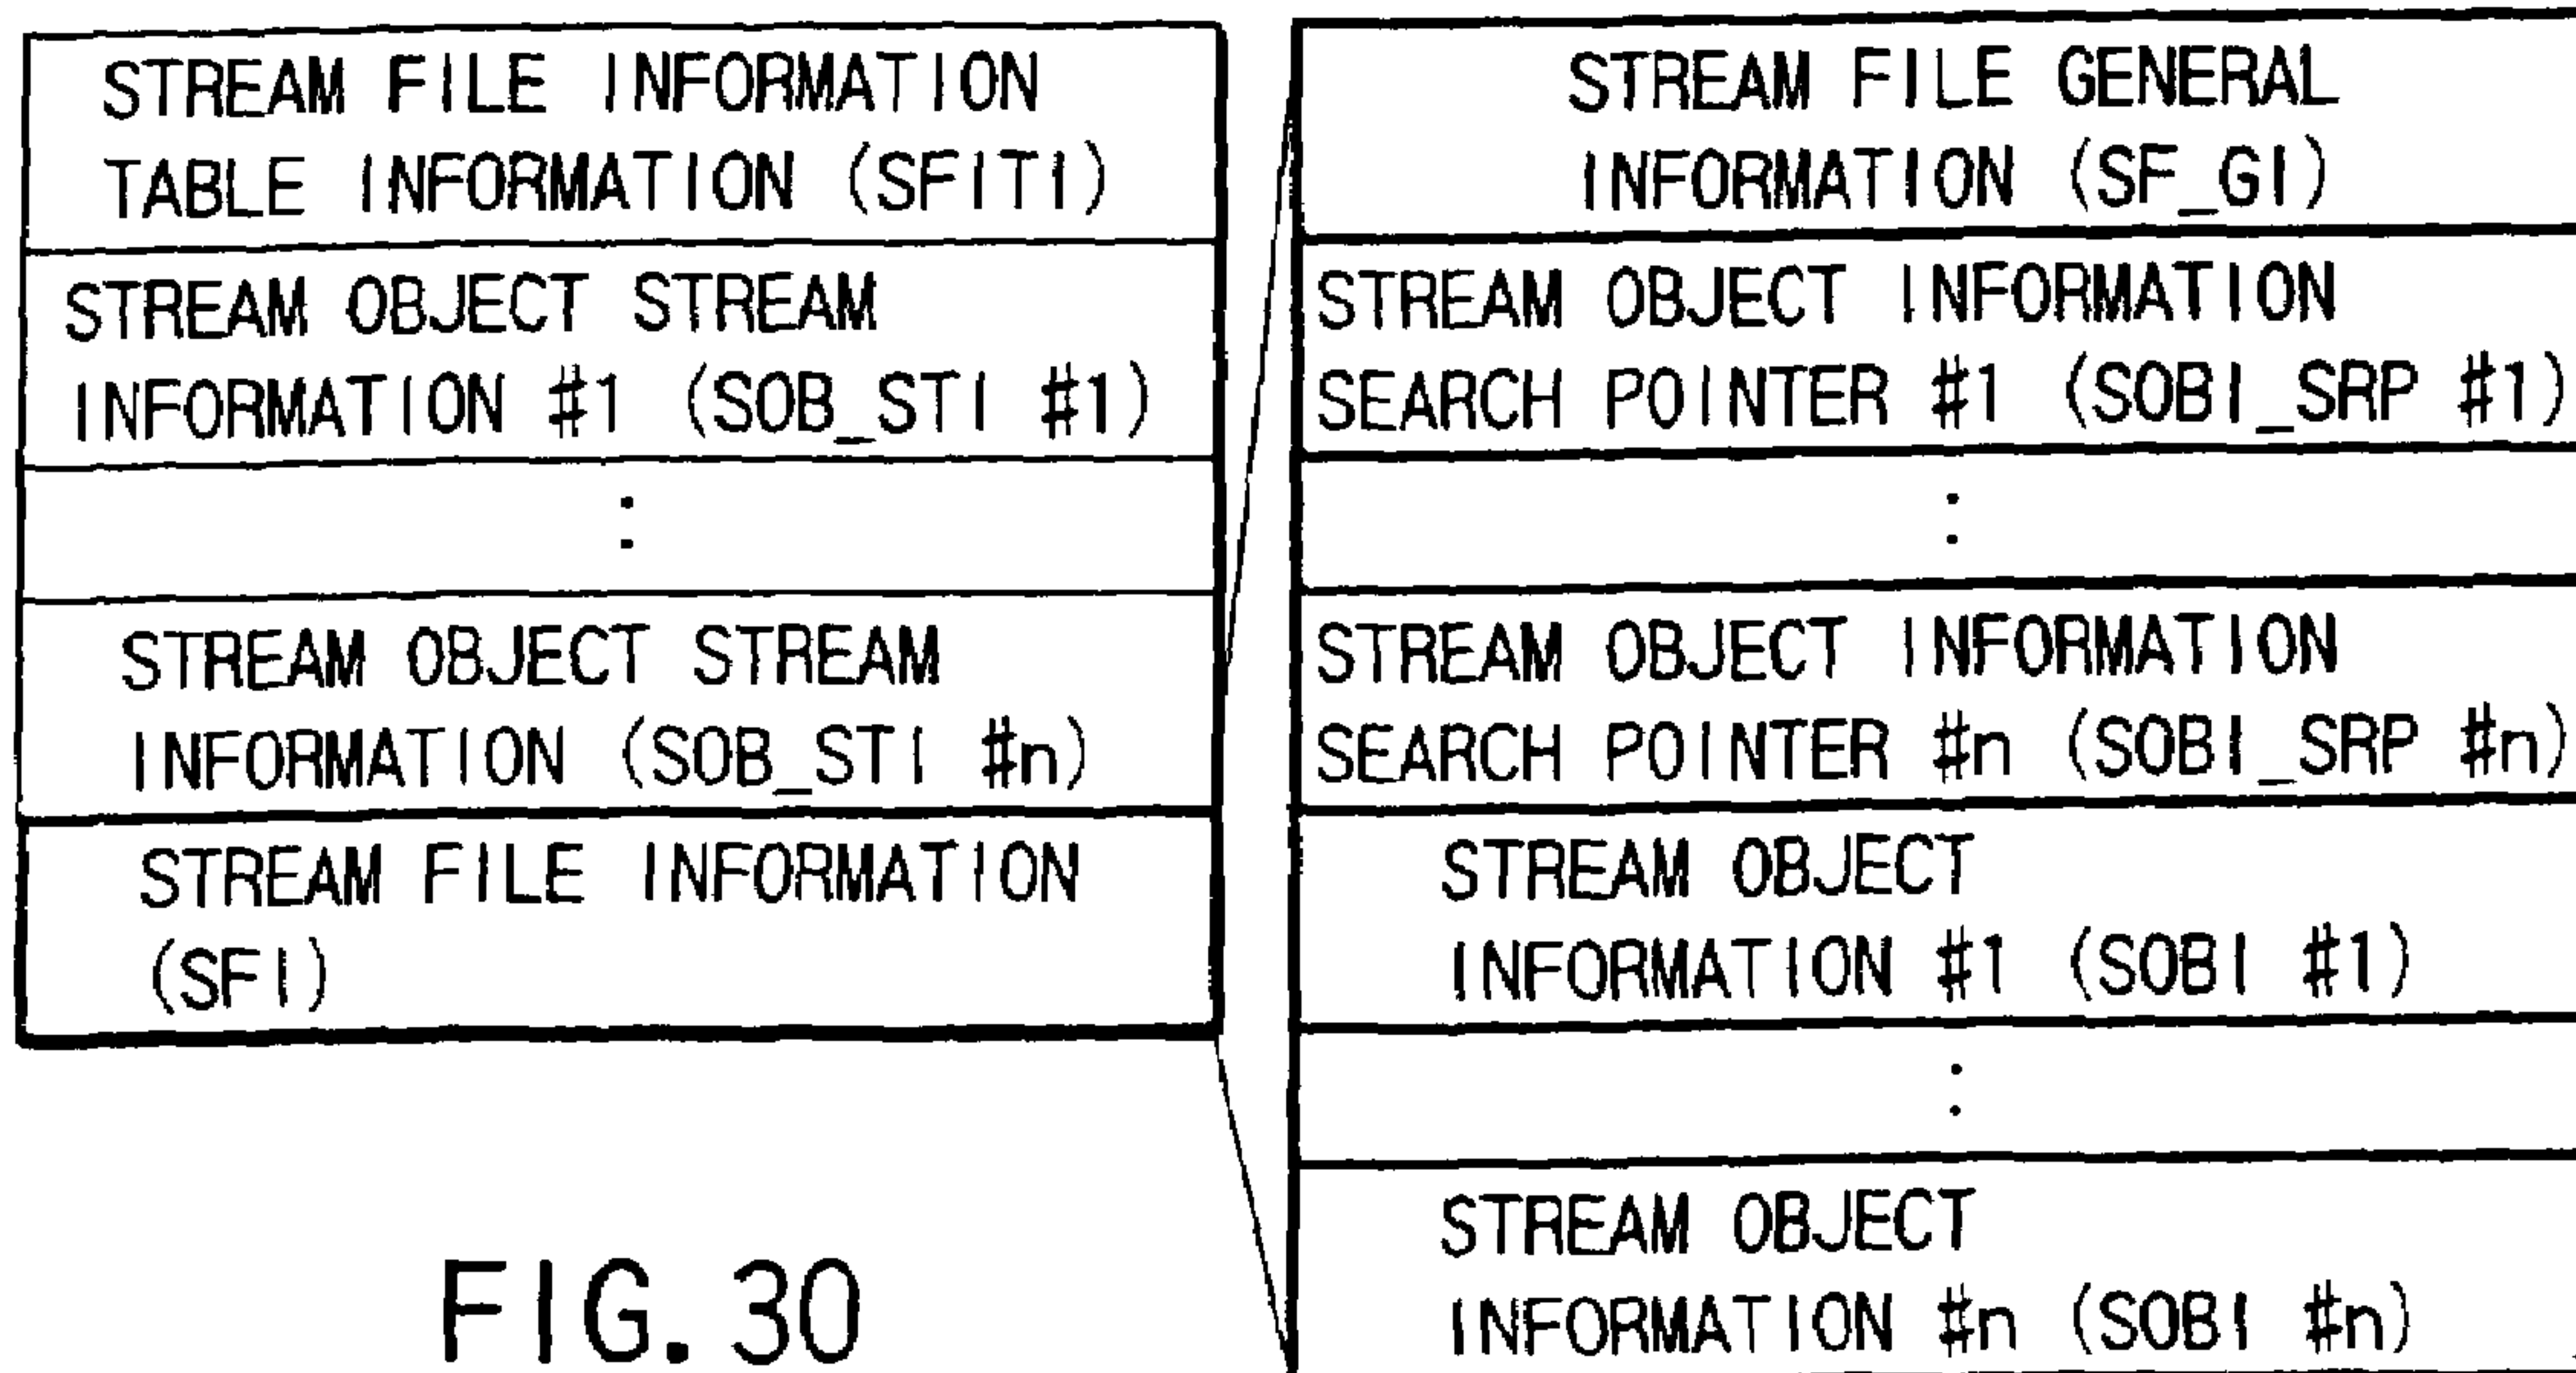 STREAM FILE INFORMATION
TABLE INFORMATION (SFITI)
STREAM OBJECT STREAM
INFORMATION #1 (SOB_STI #1)
:
STREAM OBJECT STREAM
INFORMATION (SOB_STI #n)
STREAM FILE INFORMATION
(SFI)
STREAM FILE GENERAL
INFORMATION (SF_GI)
STREAM OBJECT INFORMATION
SEARCH POINTER #1 (SOBI_SRP #1)
:
STREAM OBJECT INFORMATION
SEARCH POINTER #n (SOBI_SRP #n)
STREAM OBJECT
INFORMATION #1 (SOBI #1)
:
STREAM OBJECT
INFORMATION #n (SOBI #n)
FIG. 30